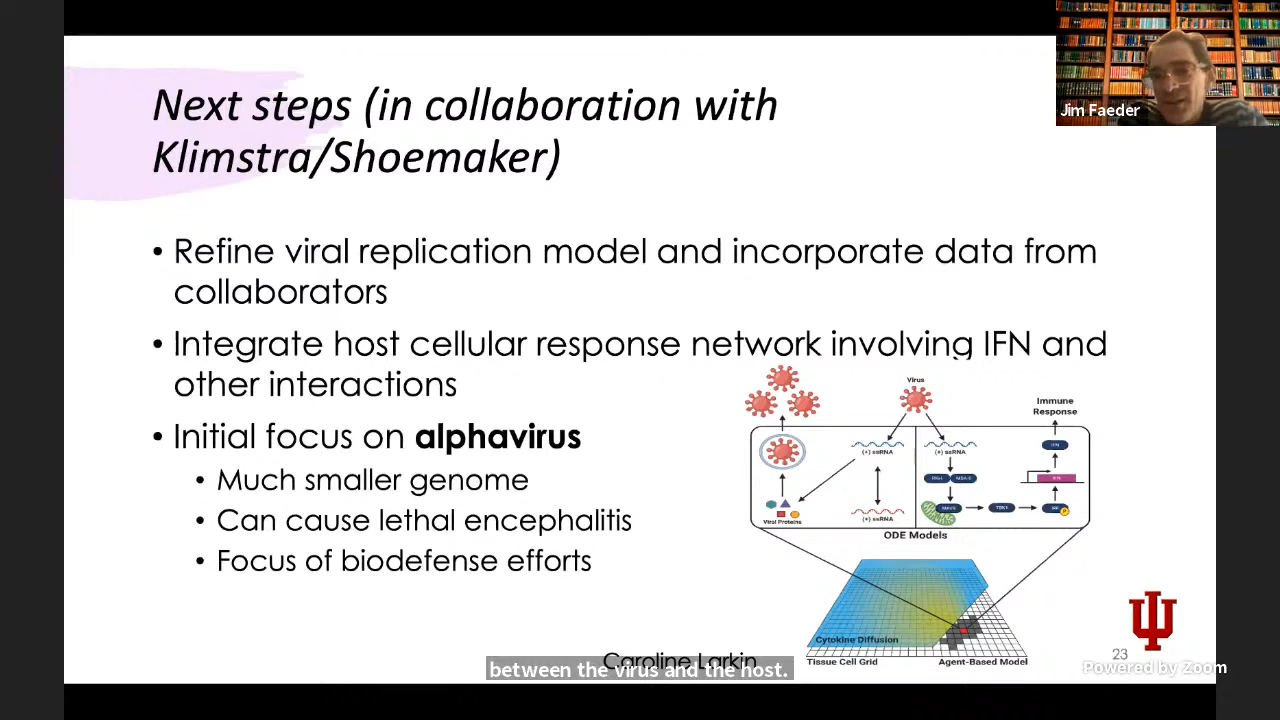 Next steps (in collaboration with
Klimstra/Shoemaker)
Jim Faeder
• Refine viral replication model and incorporate data from
collaborators
• Integrate host cellular response network involving IFN and
other interactions
• Initial focus on alphavirus
• Much smaller genome
• Can cause lethal encephalitis
• Focus of biodefense efforts
Virus
Immune
Response
(+) ssRNA
(+) ssRNA
IFN
RIG-I
MDA-5
Viral Proteins
(+) ssRNA
MAVS
TBK1
IRF
P
ODE Models
Cytokine Diffusion
Tissue Cell Grid
Agent-Based Model
Caroline Larkin
between the virus and the host.
23
Powered by Zoom